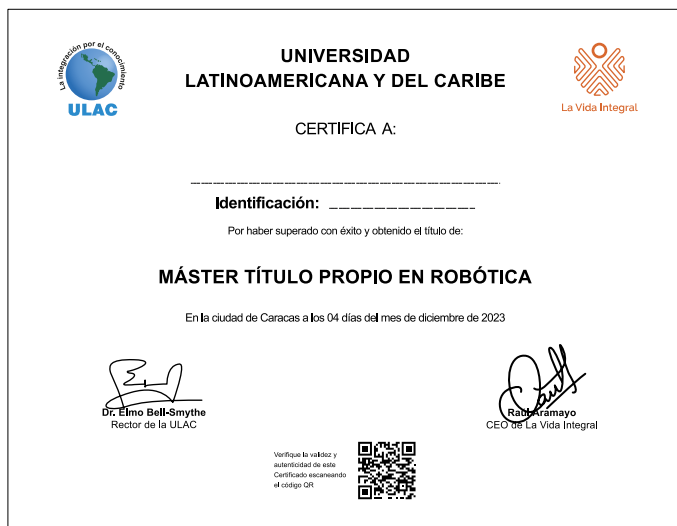 La integración por el conocimiento
ULAC
UNIVERSIDAD
LATINOAMERICANA Y DEL CARIBE
La Vida Integral
CERTIFICA A:
Identificación:
Por haber superado con éxito y obtenido el título de:
MÁSTER TÍTULO PROPIO EN ROBÓTICA
En la ciudad de Caracas a los 04 días del mes de diciembre de 2023
Dr. Elmo Bell-Smythe
Rector de la ULAC
Raúl Aramayo
CEO de La Vida Integral
Verifique la validez y
autenticidad de este
Certificado escaneando
el código QR